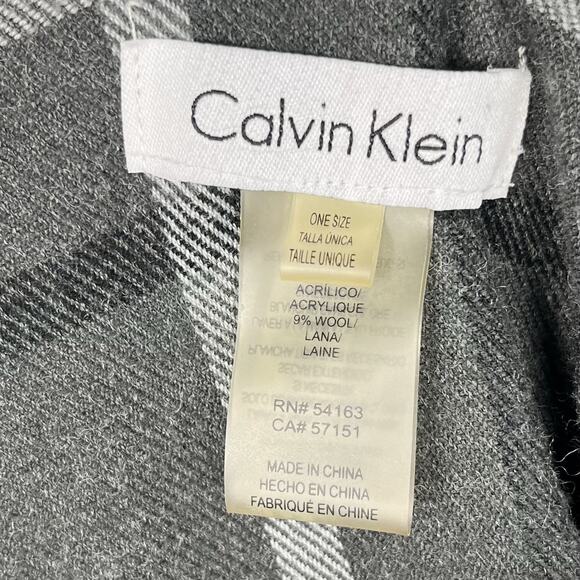 Calvin Klein
ONE SIZE
TALLA ÚNICA
TAILLE UNIQUE
ACRÍLICO/
ACRYLIQUE
9% WOOL/
LANA/
LAINE
RN# 54163
CA# 57151
MADE IN CHINA
HECHO EN CHINA
FABRIQUÉ EN CHINE